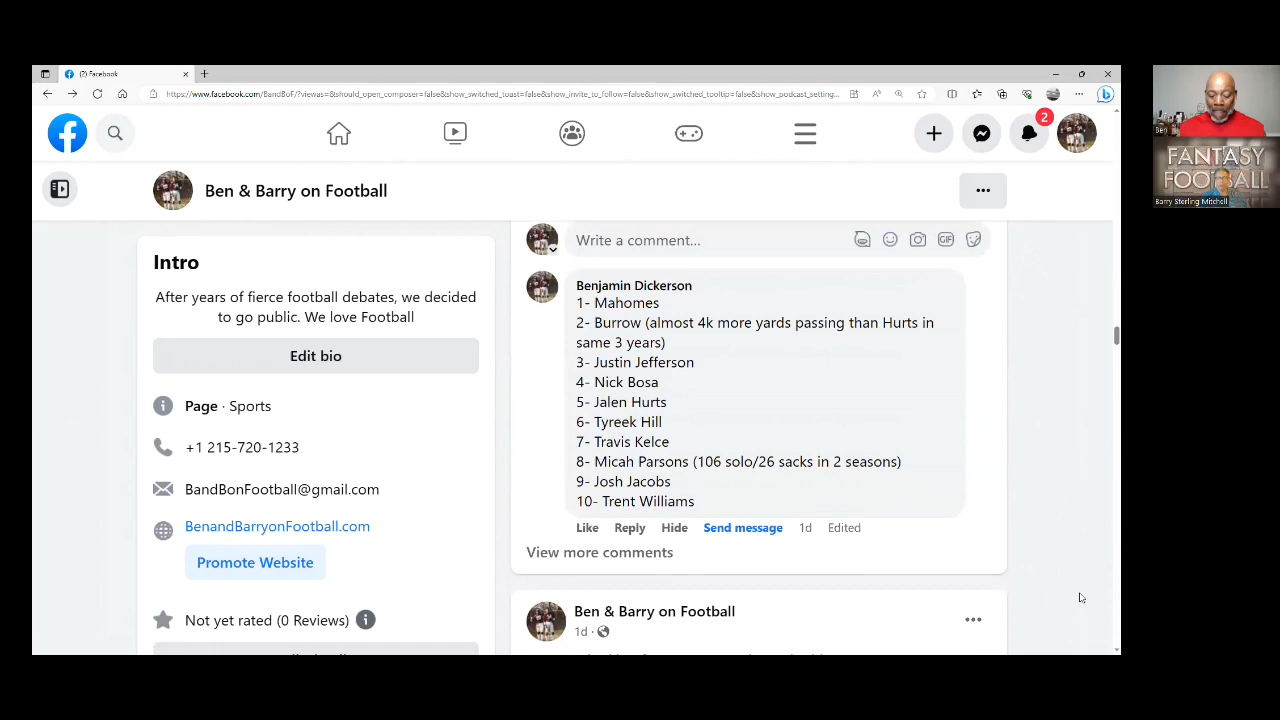 (2) Facebook
https://www.facebook.com/BandBoF/?viewas=&should_open_composer=false&show_switched_toast=false&show_invite_to_follow=false&show_switched_tooltip=false&show_podcast_setting...
2
Ben & Barry on Football
Intro
After years of fierce football debates, we decided
to go public. We love Football
Edit bio
Page · Sports
+1 215-720-1233
BandBonFootball@gmail.com
BenandBarryonFootball.com
Promote Website
Not yet rated (0 Reviews)
Write a comment...
GIF
Benjamin Dickerson
1- Mahomes
2- Burrow (almost 4k more yards passing than Hurts in
same 3 years)
3- Justin Jefferson
4- Nick Bosa
5- Jalen Hurts
6- Tyreek Hill
7- Travis Kelce
8- Micah Parsons (106 solo/26 sacks in 2 seasons)
9- Josh Jacobs
10- Trent Williams
Like Reply Hide Send message 1d Edited
View more comments
Ben & Barry on Football
1d
Ben
FANTASY
FOOTBALL
Barry Sterling Mitchell